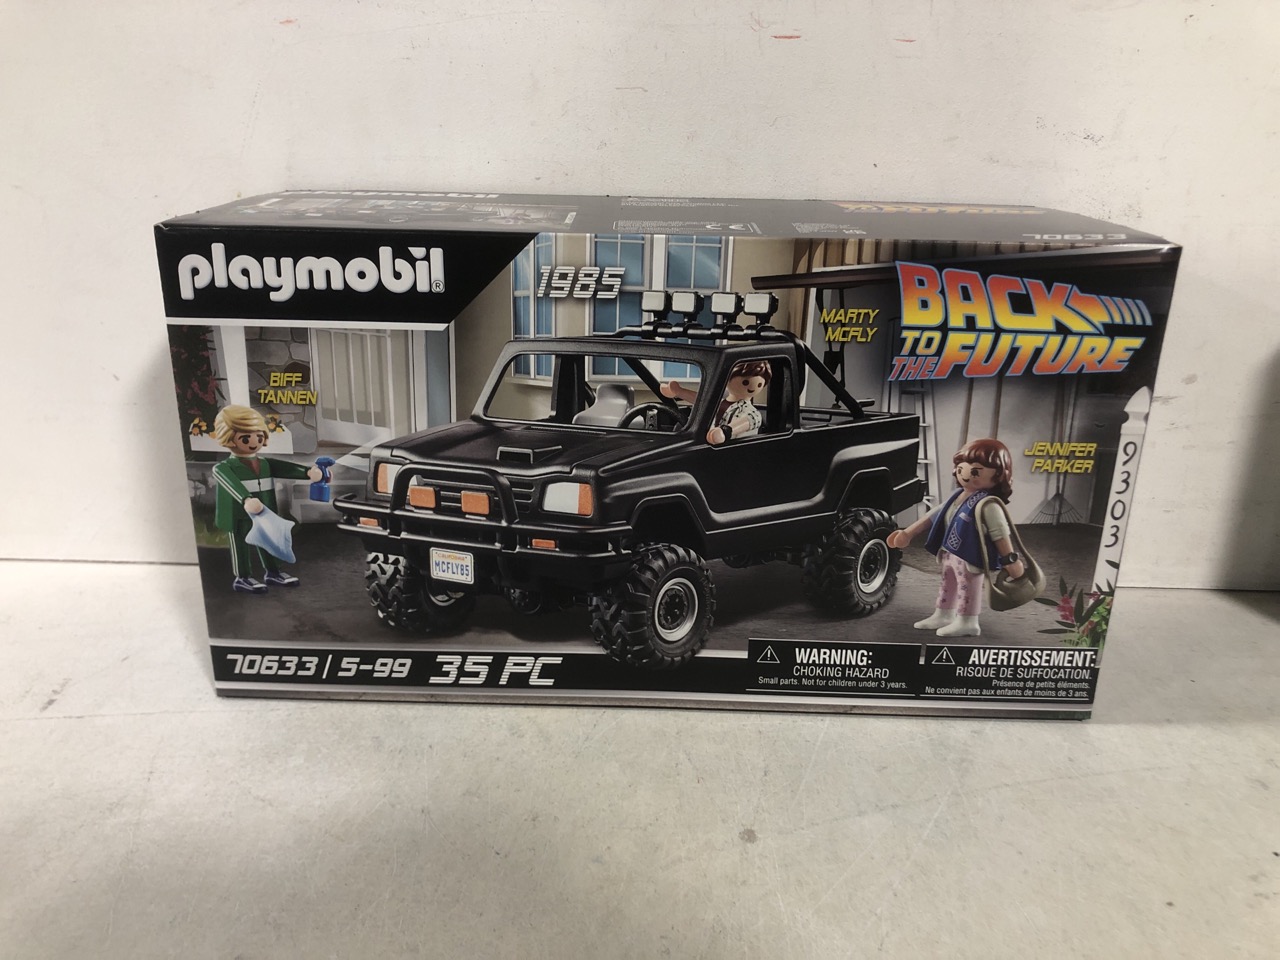 playmobil®
1985
BACK
TO THE FUTURE
MARTY
MCFLY
BIFF
TANNEN
JENNIFER
PARKER
9303
MCFLY85
70633 | 5-99 35 PC
WARNING:
CHOKING HAZARD
Small parts. Not for children under 3 years.
AVERTISSEMENT:
RISQUE DE SUFFOCATION.
Présence de petits éléments.
Ne convient pas aux enfants de moins de 3 ans.